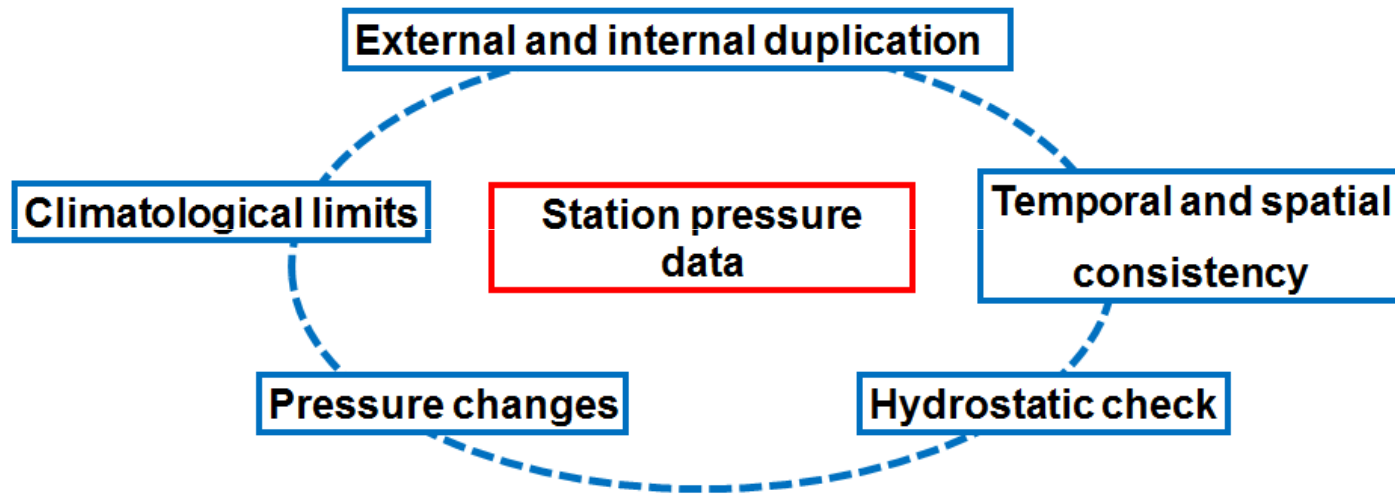 External and internal duplication
Climatological limits
Station pressure
data
Temporal and spatial
consistency
Pressure changes
Hydrostatic check